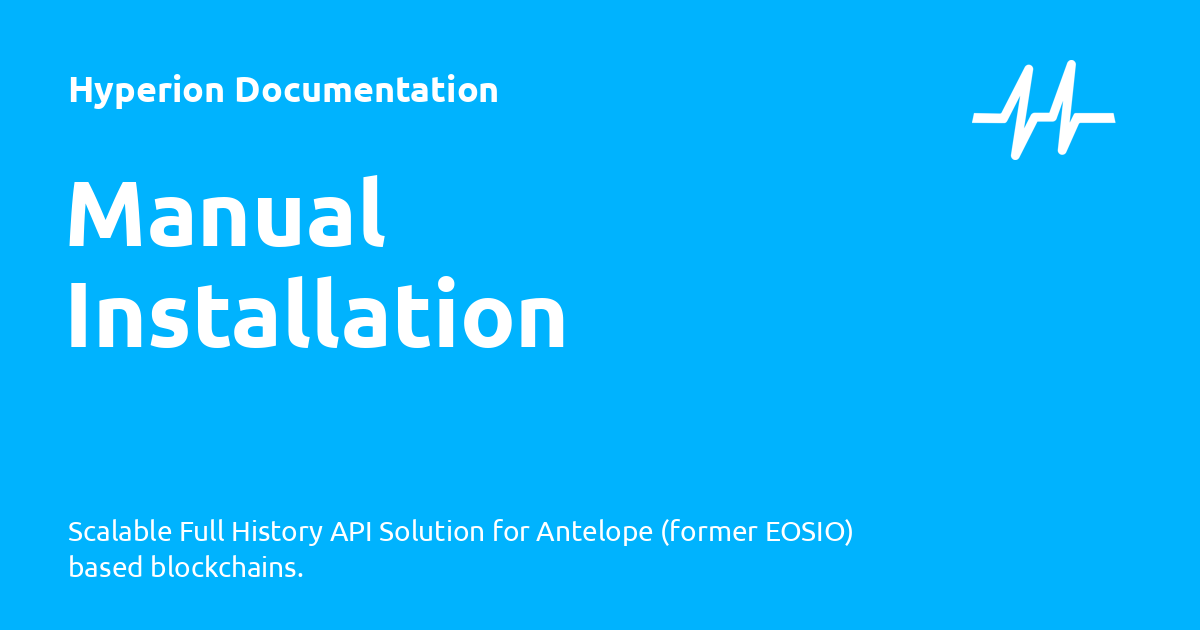 Hyperion Documentation
Manual
Installation
Scalable Full History API Solution for Antelope (former EOSIO)
based blockchains.